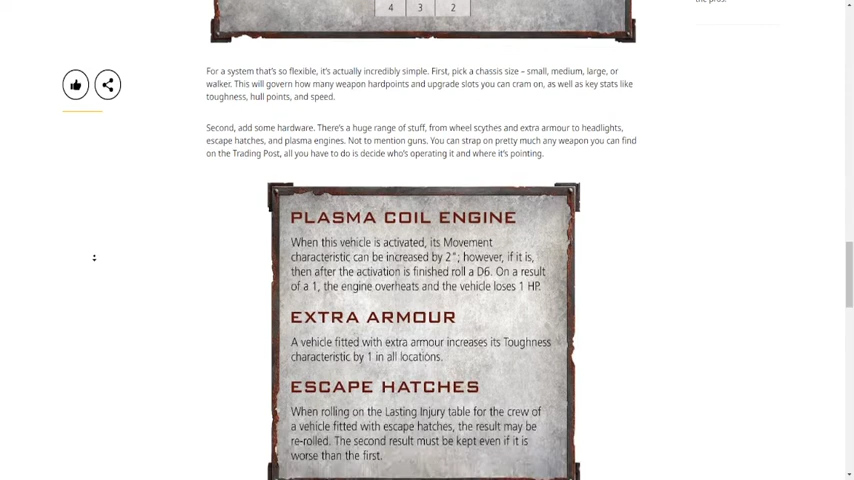 the pros.
4 3 2
For a system that's so flexible, it's actually incredibly simple. First, pick a chassis size – small, medium, large, or
walker. This will govern how many weapon hardpoints and upgrade slots you can cram on, as well as key stats like
toughness, hull points, and speed.
Second, add some hardware. There's a huge range of stuff, from wheel scythes and extra armour to headlights,
escape hatches, and plasma engines. Not to mention guns. You can strap on pretty much any weapon you can find
on the Trading Post, all you have to do is decide who's operating it and where it's pointing.
PLASMA COIL ENGINE
When this vehicle is activated, its Movement
characteristic can be increased by 2"; however, if it is,
then after the activation is finished roll a D6. On a result
of a 1, the engine overheats and the vehicle loses 1 HP.
EXTRA ARMOUR
A vehicle fitted with extra armour increases its Toughness
characteristic by 1 in all locations.
ESCAPE HATCHES
When rolling on the Lasting Injury table for the crew of
a vehicle fitted with escape hatches, the result may be
re-rolled. The second result must be kept even if it is
worse than the first.